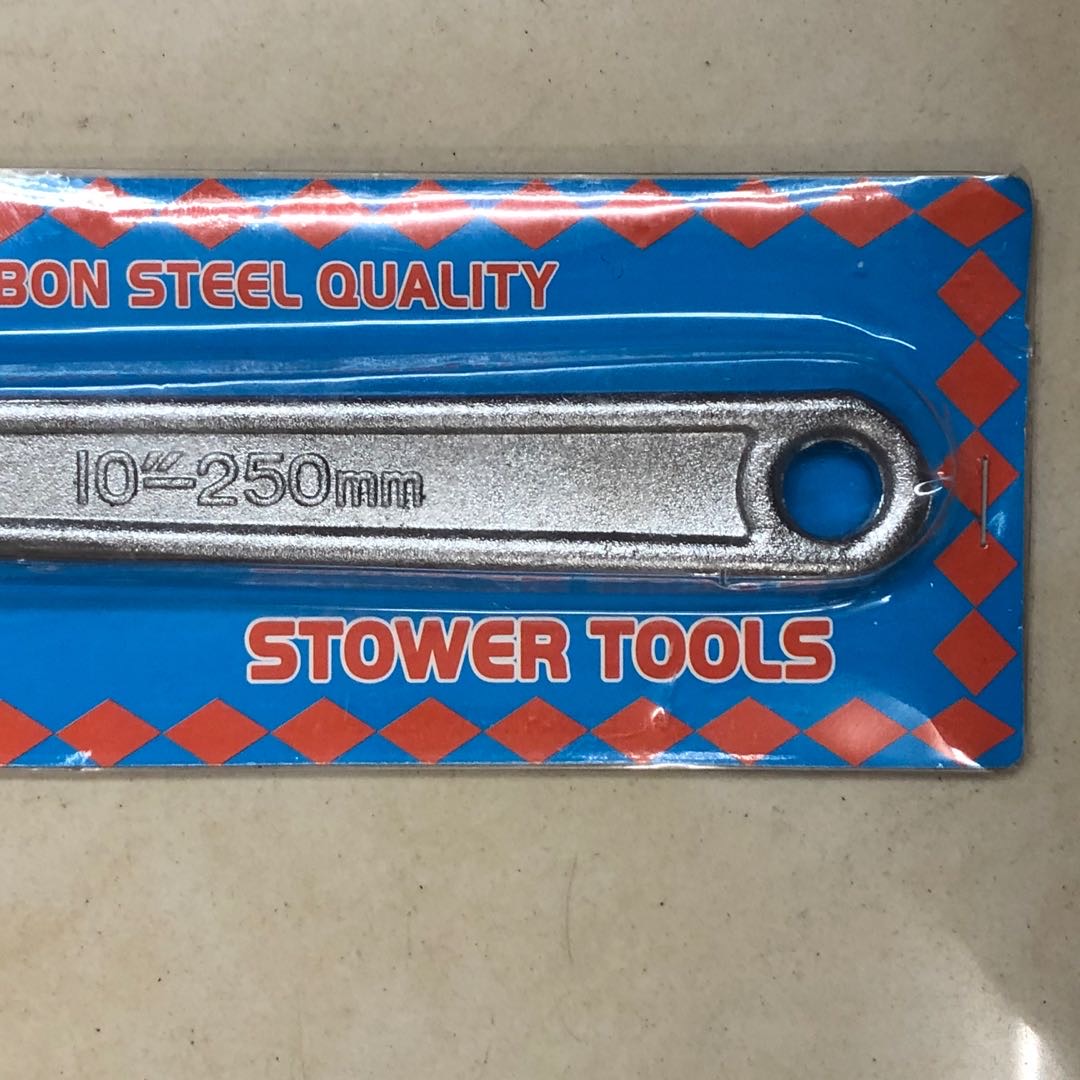 BON STEEL QUALITY
10"-250mm
STOWER TOOLS